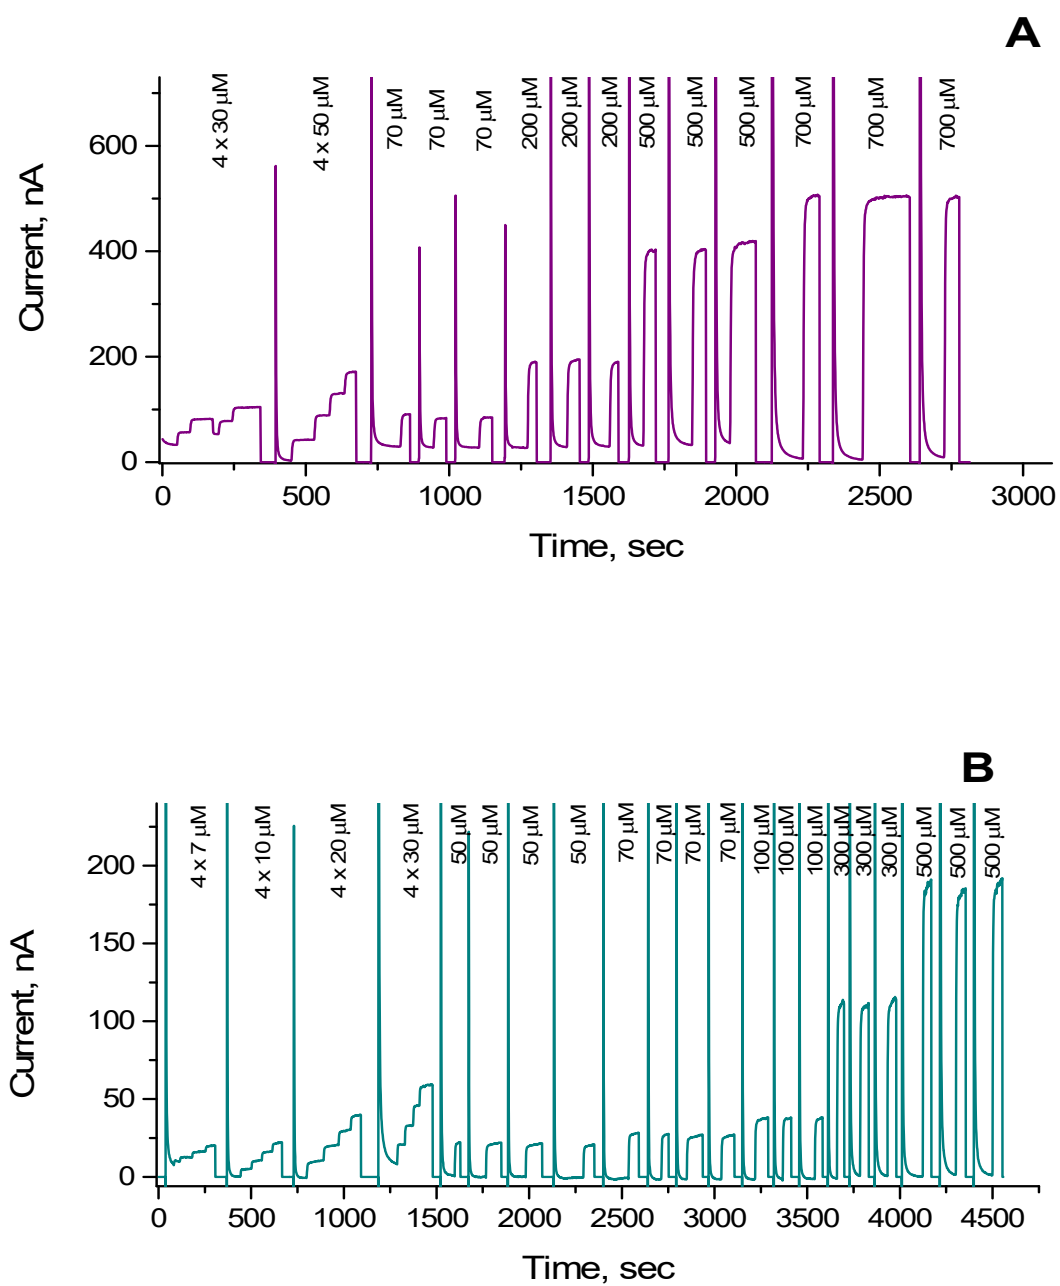 A
4 x 30 µM
4 x 50 µM
70 µM
70 µM
70 µM
200 µM
200 µM
200 µM
500 µM
500 µM
500 µM
700 µM
700 µM
700 µM
600
400
200
0
Current, nA
0 500 1000 1500 2000 2500 3000
Time, sec
B
4 x 7 µM
4 x 10 µM
4 x 20 µM
4 x 30 µM
50 µM
50 µM
50 µM
50 µM
70 µM
70 µM
70 µM
70 µM
100 µM
100 µM
100 µM
300 µM
300 µM
300 µM
500 µM
500 µM
500 µM
200
150
100
50
0
Current, nA
0 500 1000 1500 2000 2500 3000 3500 4000 4500
Time, sec